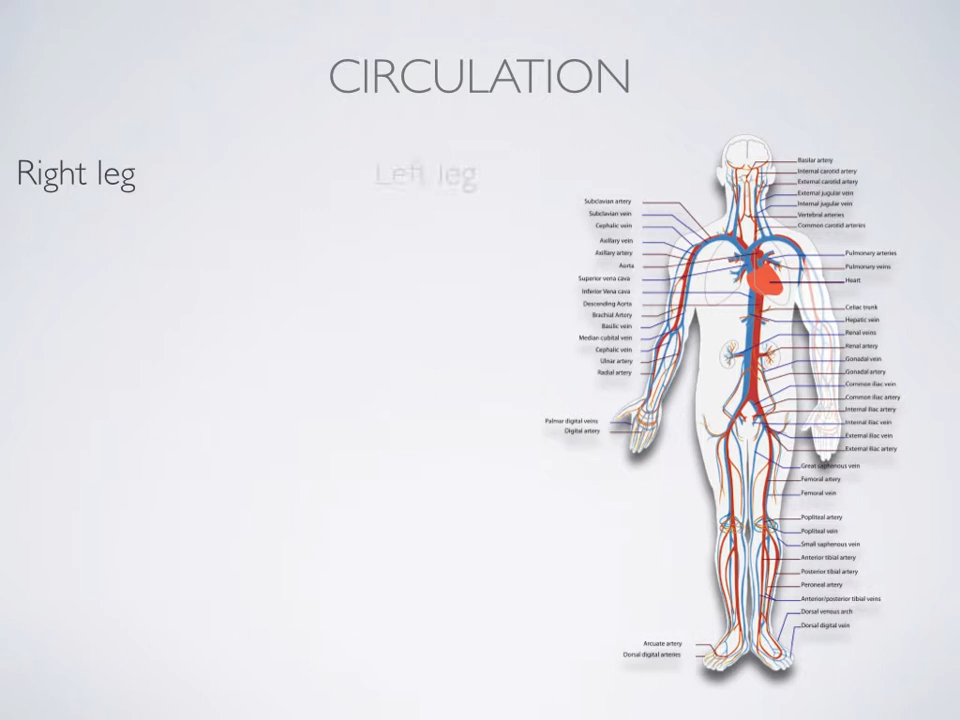 CIRCULATION
Right leg
Left leg
Basilar artery
Internal carotid artery
External carotid artery
External jugular vein
Internal jugular vein
Vertebral arteries
Common carotid arteries
Subclavian artery
Subclavian vein
Cephalic vein
Axillary vein
Axillary artery
Aorta
Superior vena cava
Inferior Vena cava
Descending Aorta
Brachial Artery
Basilic vein
Median cubital vein
Cephalic vein
Ulnar artery
Radial artery
Palmar digital veins
Digital artery
Pulmonary arteries
Pulmonary veins
Heart
Celiac trunk
Hepatic vein
Renal veins
Renal artery
Gonadal vein
Gonadal artery
Common iliac vein
Common iliac artery
Internal iliac artery
Internal iliac vein
External iliac vein
External iliac artery
Great saphenous vein
Femoral artery
Femoral vein
Popliteal artery
Popliteal vein
Small saphenous vein
Anterior tibial artery
Posterior tibial artery
Peroneal artery
Anterior/posterior tibial veins
Dorsal venous arch
Dorsal digital vein
Arcuate artery
Dorsal digital arteries